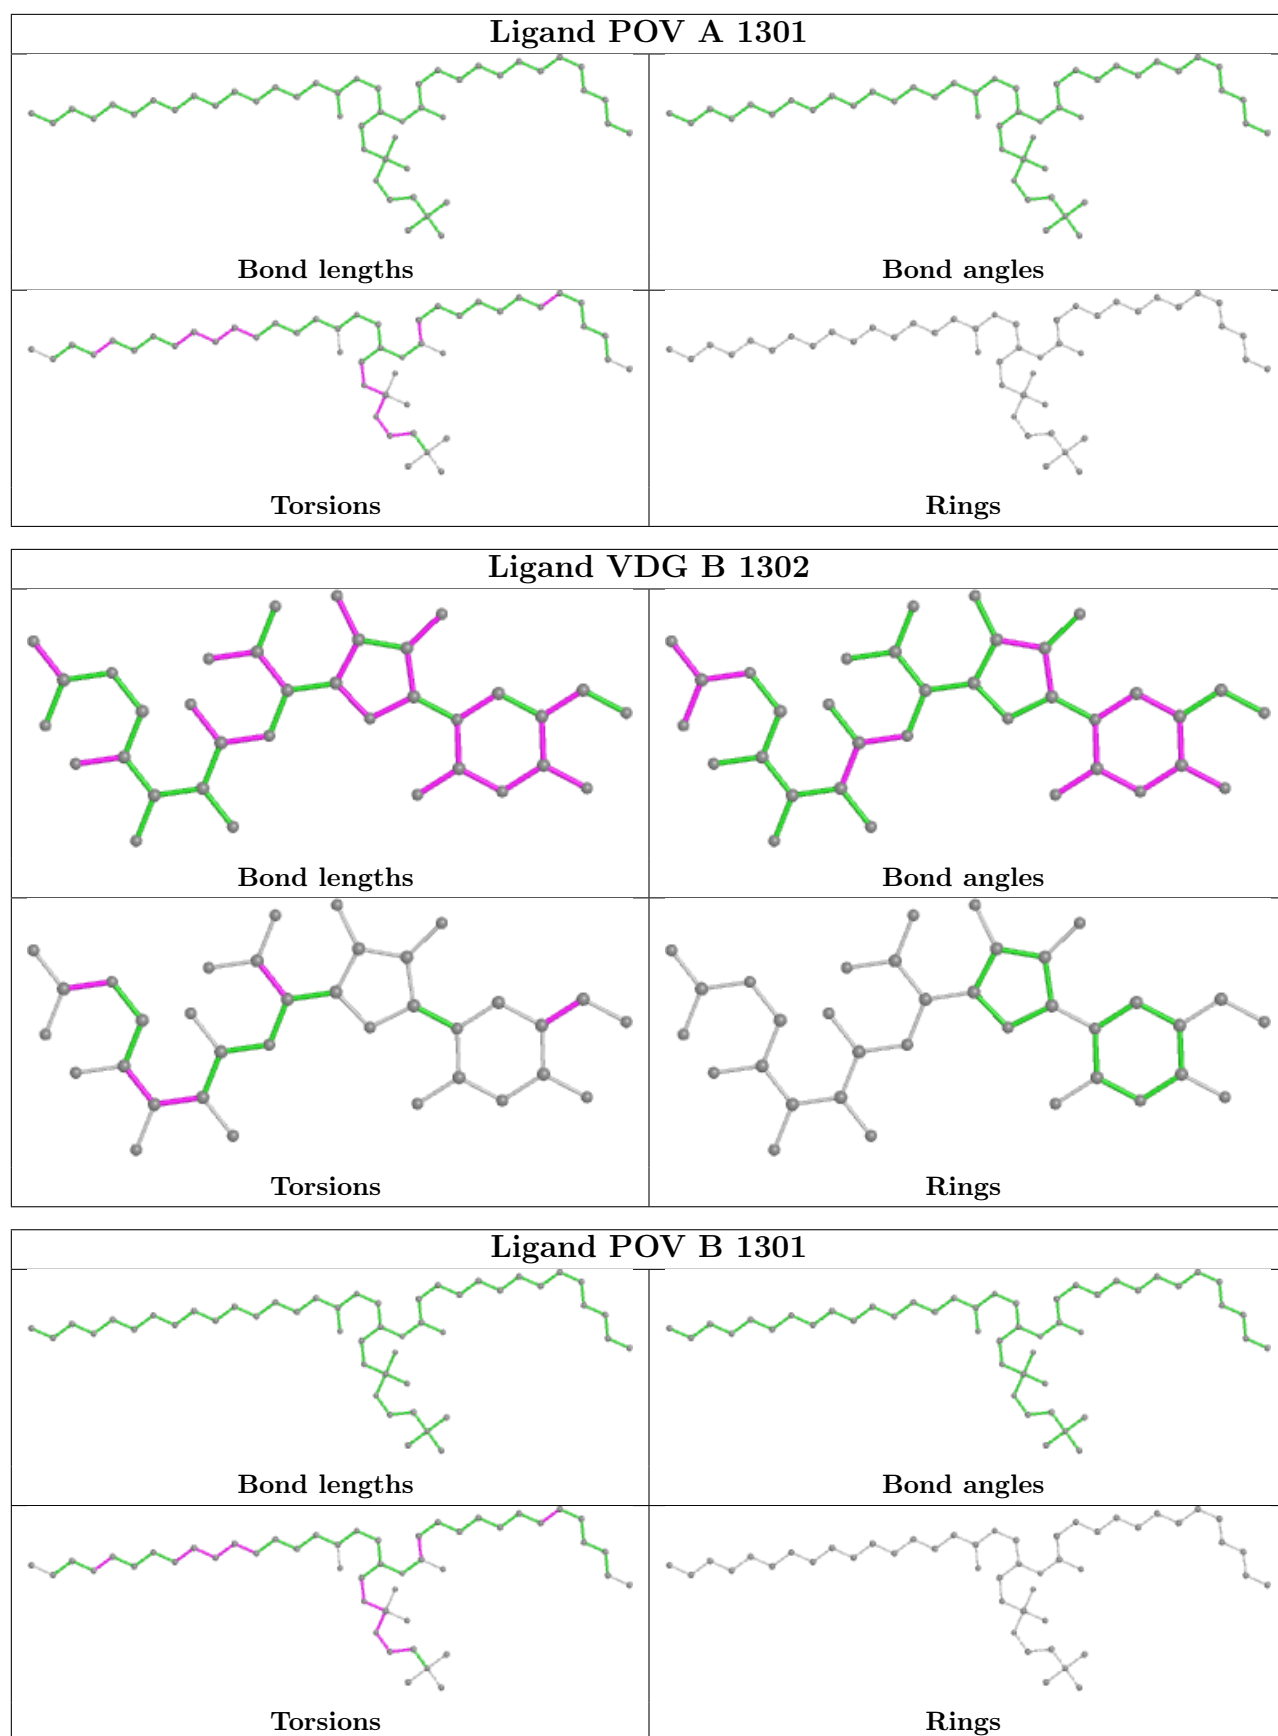 Ligand POV A 1301
Bond lengths
Bond angles
Torsions
Rings
Ligand VDG B 1302
Bond lengths
Bond angles
Torsions
Rings
Ligand POV B 1301
Bond lengths
Bond angles
Torsions
Rings